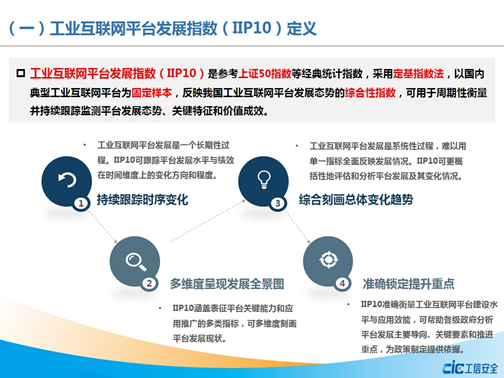 （一）工业互联网平台发展指数（IIP10）定义
工业互联网平台发展指数（IIP10）是参考上证50指数等经典统计指数，采用定基指数法，以国内
典型工业互联网平台为固定样本，反映我国工业互联网平台发展态势的综合性指数，可用于周期性衡量
并持续跟踪监测平台发展态势、关键特征和价值成效。
• 工业互联网平台发展是一个长期性过
程。IIP10可跟踪平台发展水平与绩效
在时间维度上的变化方向和程度。
1 持续跟踪时序变化
2 多维度呈现发展全景图
• IIP10涵盖表征平台关键能力和应
用推广的多类指标，可多维度刻画
平台发展现状。
• 工业互联网平台发展是系统性过程，难以用
单一指标全面反映发展情况。IIP10可更概
括性地评估和分析平台发展及其变化情况。
3 综合刻画总体变化趋势
4 准确锁定提升重点
• IIP10准确衡量工业互联网平台建设水
平与应用效能，可帮助各级政府分析
平台发展主要导向、关键要素和推进
重点，为政策制定提供依据。
CIC工信安全